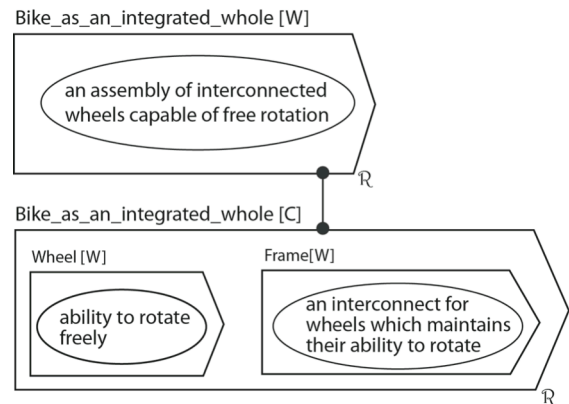 Bike_as_an_integrated_whole [W]
an assembly of interconnected
wheels capable of free rotation
ℛ
Bike_as_an_integrated_whole [C]
Wheel [W]
ability to rotate
freely
Frame[W]
an interconnect for
wheels which maintains
their ability to rotate
ℛ